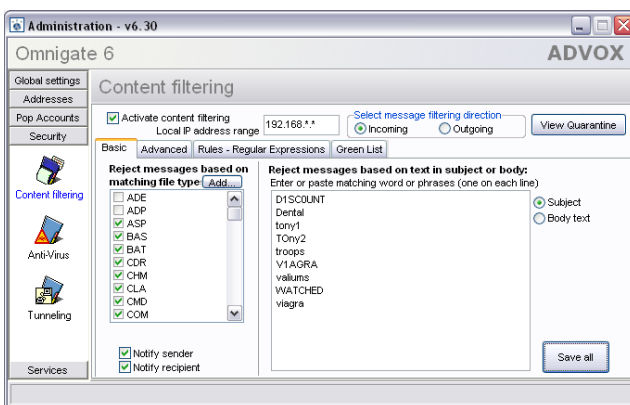 Administration - v6.30
Omnigate 6
ADVOX
Global settings
Addresses
Pop Accounts
Security
Content filtering
Anti-Virus
Tunneling
Services
Content filtering
Activate content filtering
Local IP address range
192.168.*.*
Select message filtering direction
Incoming
Outgoing
View Quarantine
Basic
Advanced
Rules - Regular Expressions
Green List
Reject messages based on
matching file type
Add...
ADE
ADP
ASP
BAS
BAT
CDR
CHM
CLA
CMD
COM
Notify sender
Notify recipient
Reject messages based on text in subject or body:
Enter or paste matching word or phrases (one on each line)
D1SC0UNT
Dental
tony1
TOny2
troops
V1AGRA
valiums
WATCHED
viagra
Subject
Body text
Save all